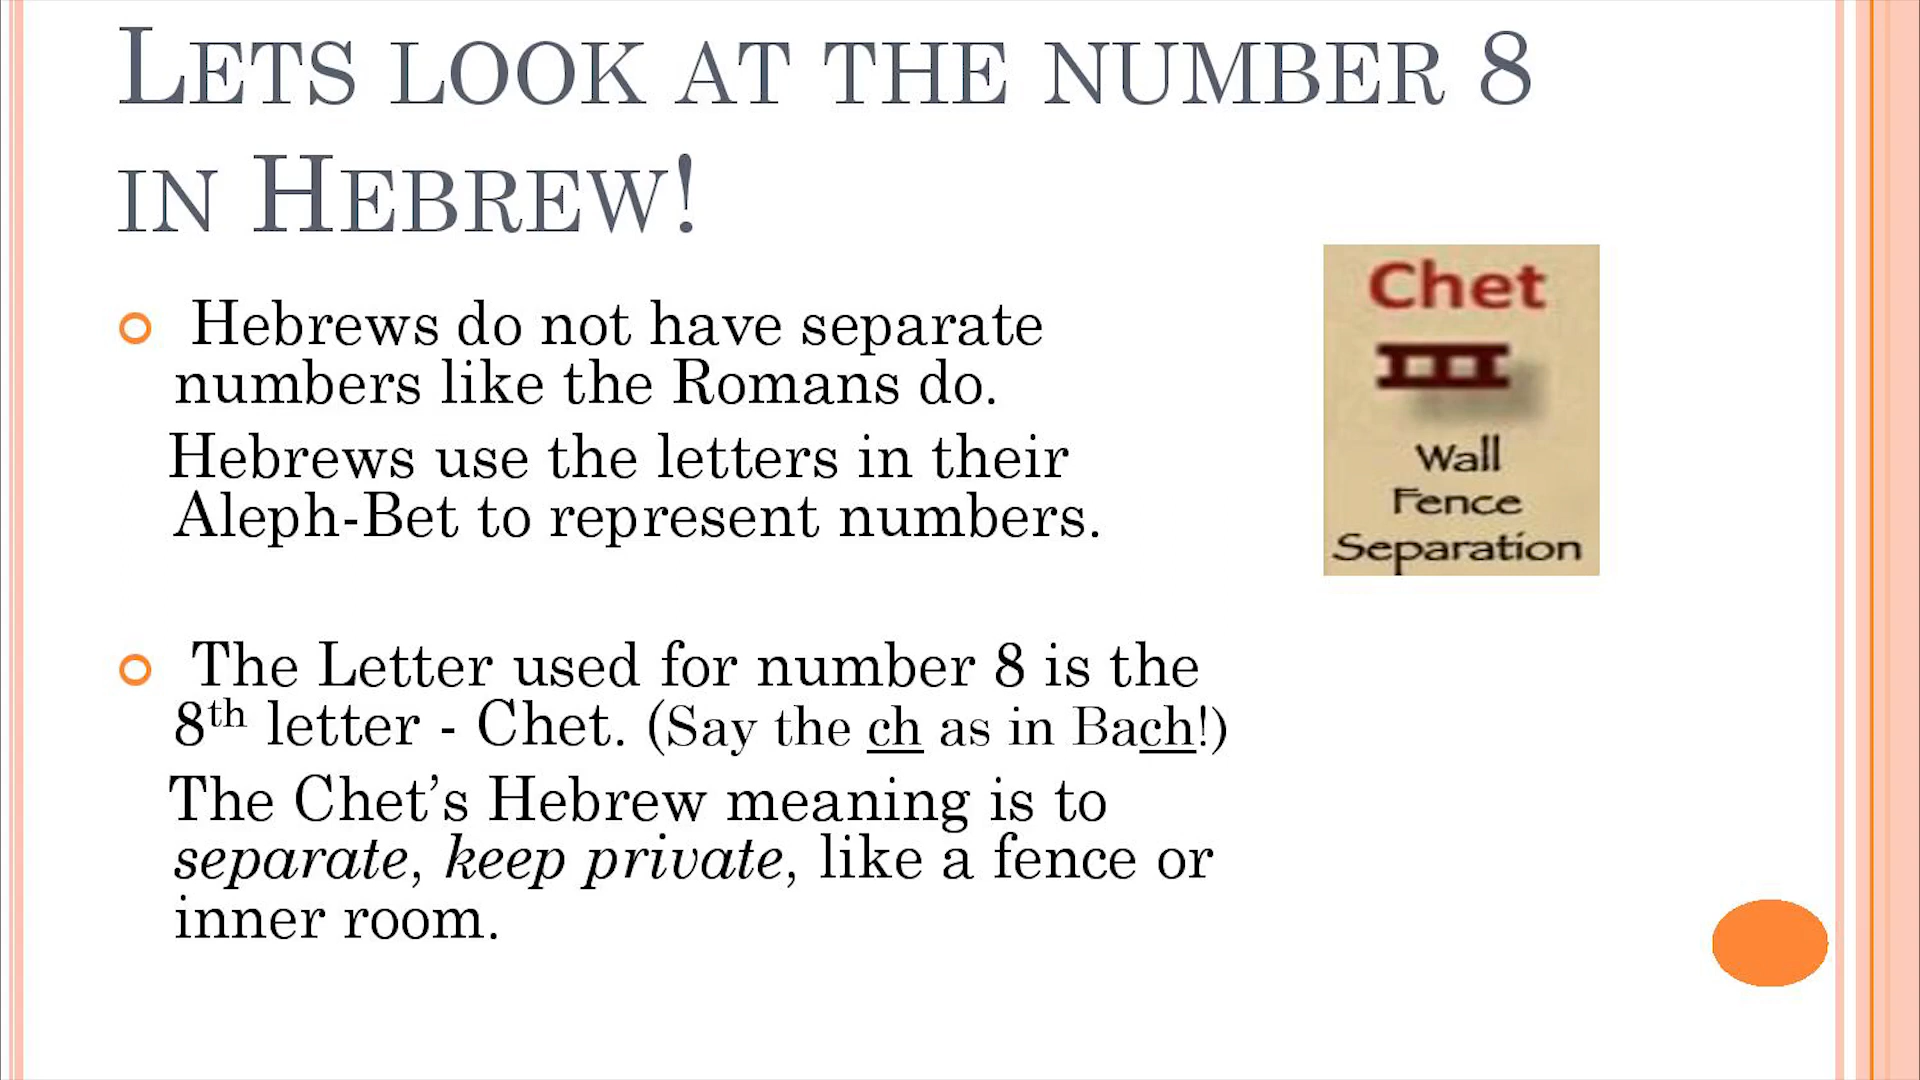 Lets look at the number 8
in Hebrew!
Hebrews do not have separate
numbers like the Romans do.
Hebrews use the letters in their
Aleph-Bet to represent numbers.
The Letter used for number 8 is the
8th letter - Chet. (Say the ch as in Bach!)
The Chet’s Hebrew meaning is to
separate, keep private, like a fence or
inner room.
Chet
Wall
Fence
Separation